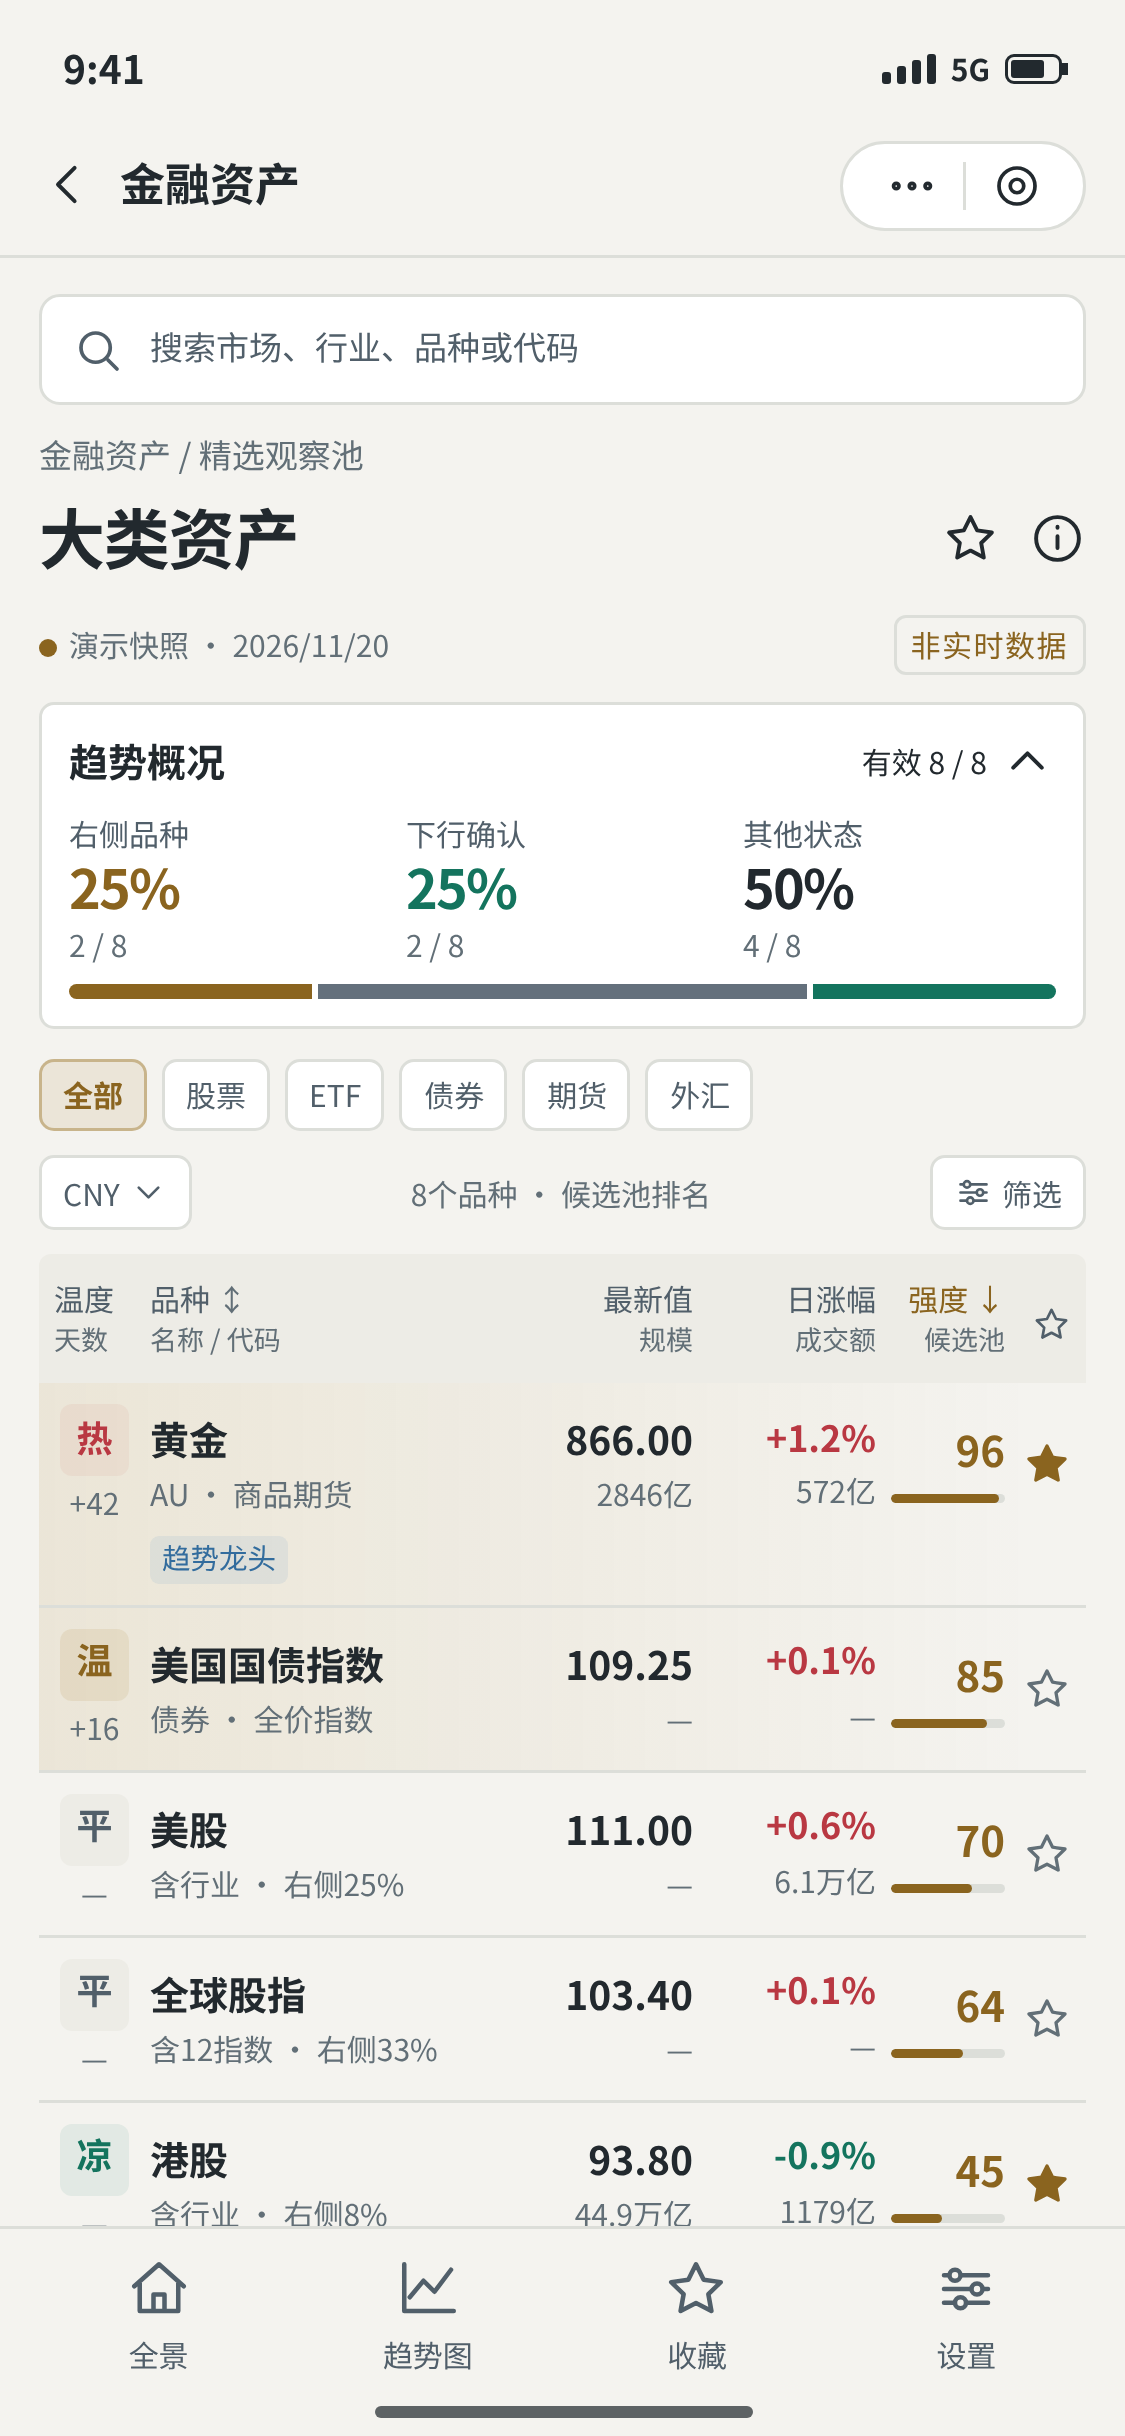 9:41
5G
金融资产
搜索市场、行业、品种或代码
金融资产 / 精选观察池
大类资产
演示快照 · 2026/11/20
非实时数据
趋势概况
有效 8 / 8
右侧品种 下行确认 其他状态
25% 25% 50%
2 / 8 2 / 8 4 / 8
全部 股票 ETF 债券 期货 外汇
CNY
8个品种 · 候选池排名
筛选
温度 品种 ↕ 最新值 日涨幅 强度 ↓
天数 名称 / 代码 规模 成交额 候选池
热 黄金 866.00 +1.2% 96
+42 AU · 商品期货 2846亿 572亿
趋势龙头
温 美国国债指数 109.25 +0.1% 85
+16 债券 · 全价指数 — —
平 美股 111.00 +0.6% 70
— 含行业 · 右侧25% — 6.1万亿
平 全球股指 103.40 +0.1% 64
— 含12指数 · 右侧33% — —
凉 港股 93.80 -0.9% 45
— 含行业 · 右侧8% 44.9万亿 1179亿
全景 趋势图 收藏 设置